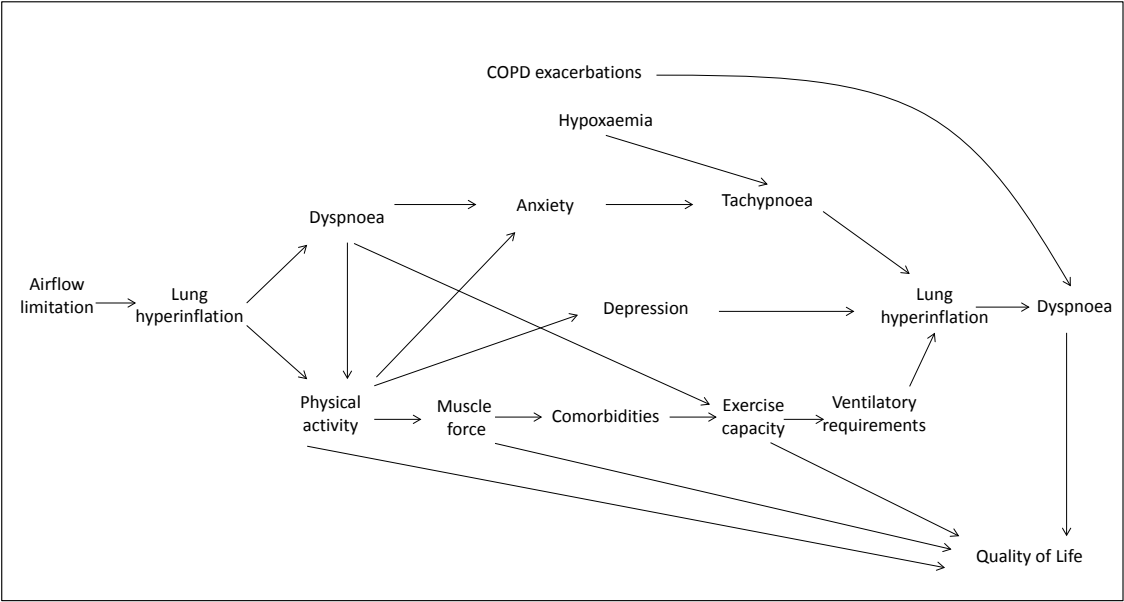 COPD exacerbations
Hypoxaemia
Dyspnoea
Anxiety
Tachypnoea
Airflow
limitation
Lung
hyperinflation
Depression
Lung
hyperinflation
Dyspnoea
Physical
activity
Muscle
force
Comorbidities
Exercise
capacity
Ventilatory
requirements
Quality of Life